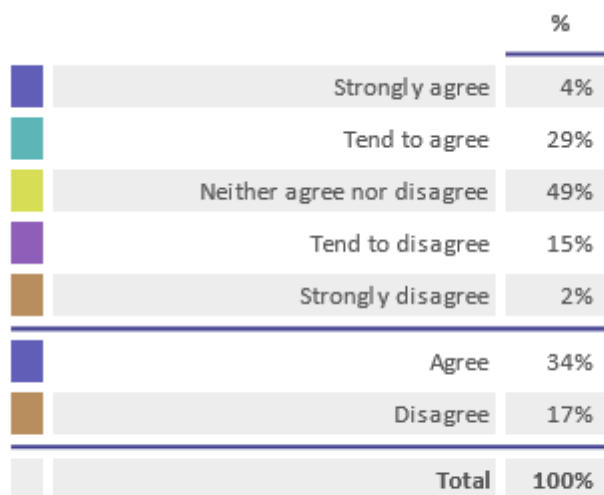 %
Strongly agree 4%
Tend to agree 29%
Neither agree nor disagree 49%
Tend to disagree 15%
Strongly disagree 2%
Agree 34%
Disagree 17%
Total 100%